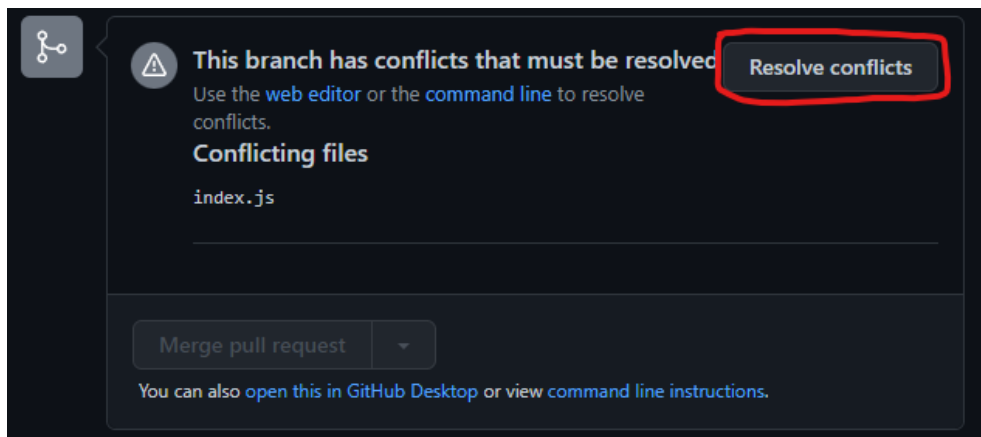 This branch has conflicts that must be resolved
Resolve conflicts
Use the web editor or the command line to resolve
conflicts.
Conflicting files
index.js
Merge pull request
You can also open this in GitHub Desktop or view command line instructions.